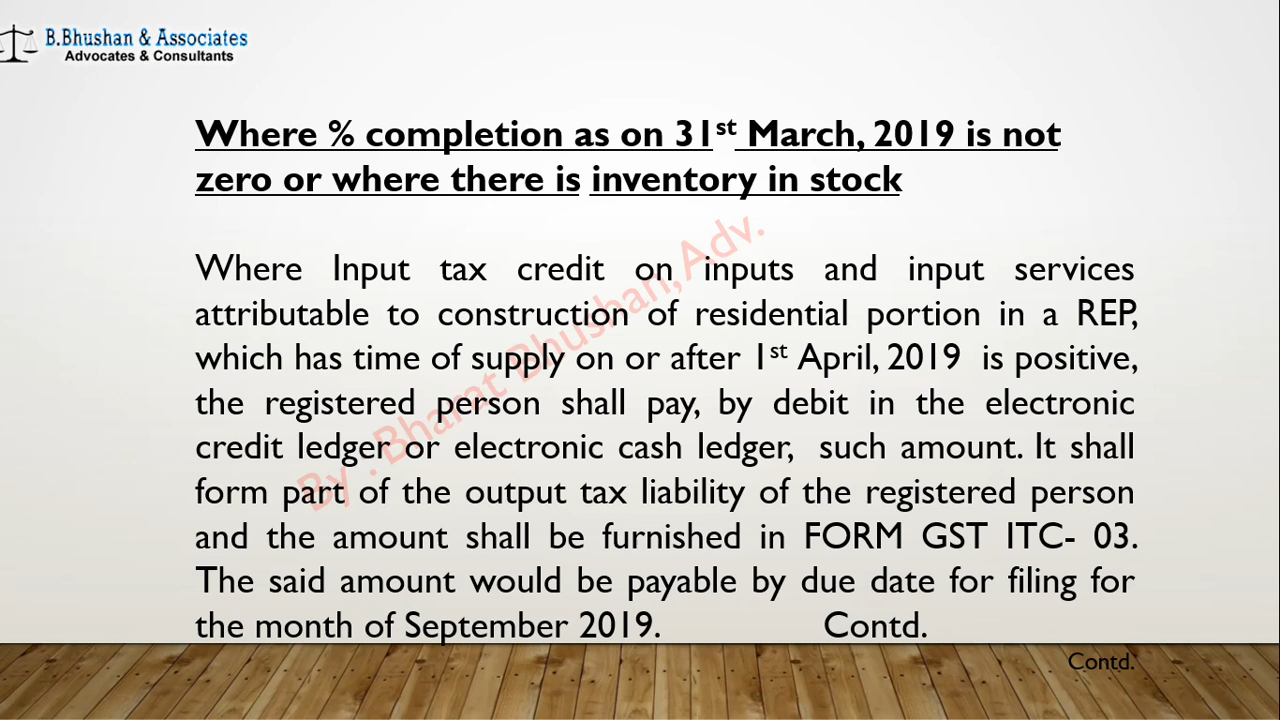 B.Bhushan & Associates
Advocates & Consultants
Where % completion as on 31st March, 2019 is not
zero or where there is inventory in stock
Where Input tax credit on inputs and input services
attributable to construction of residential portion in a REP,
which has time of supply on or after 1st April, 2019 is positive,
the registered person shall pay, by debit in the electronic
credit ledger or electronic cash ledger, such amount. It shall
form part of the output tax liability of the registered person
and the amount shall be furnished in FORM GST ITC- 03.
The said amount would be payable by due date for filing for
the month of September 2019. Contd.
Contd.
By . Bharat Bhushan, Adv.